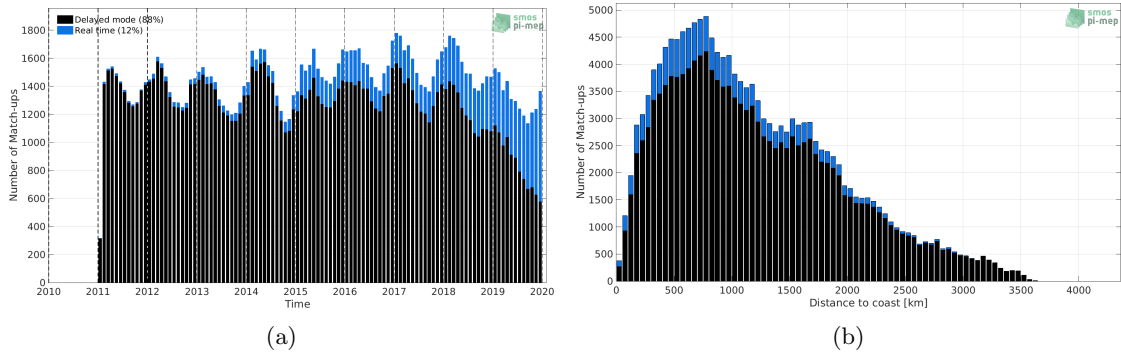 Delayed mode (88%)
Real time (12%)
smos
pi-mep
Number of Match-ups
1800
1600
1400
1200
1000
800
600
400
200
0
2010 2011 2012 2013 2014 2015 2016 2017 2018 2019 2020
Time
(a)
smos
pi-mep
Number of Match-ups
5000
4500
4000
3500
3000
2500
2000
1500
1000
500
0
0 500 1000 1500 2000 2500 3000 3500 4000
Distance to coast [km]
(b)